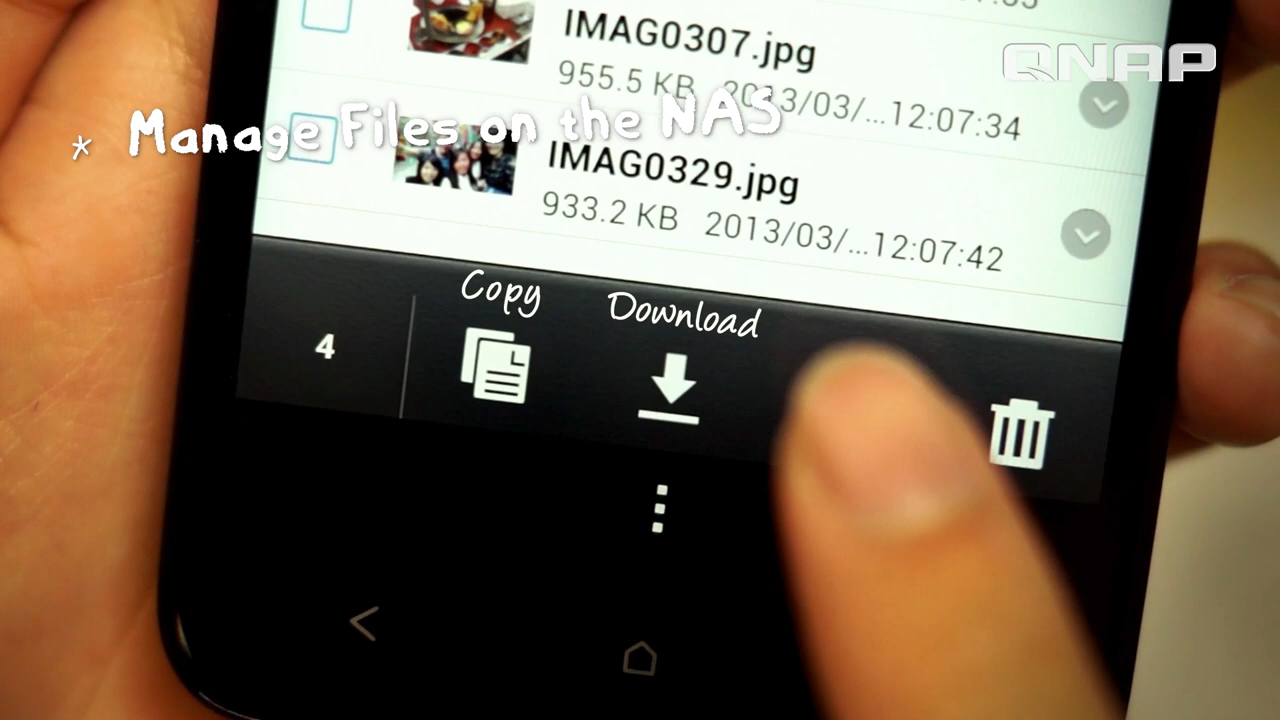 IMAG0307.jpg
QNAP
955.5 KB 2013/03/...12:07:34
* Manage Files on the NAS
IMAG0329.jpg
933.2 KB 2013/03/...12:07:42
Copy
Download
4